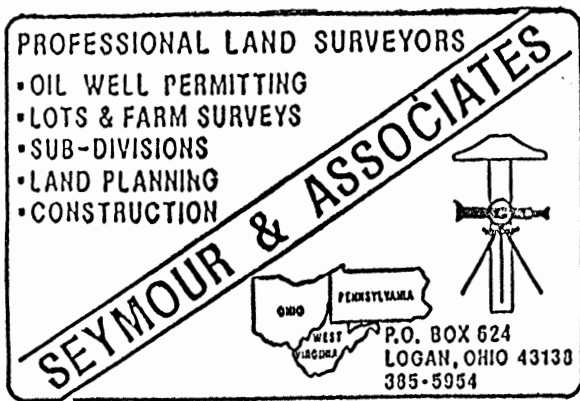 PROFESSIONAL LAND SURVEYORS
▪OIL WELL PERMITTING
▪LOTS & FARM SURVEYS
▪SUB-DIVISIONS
▪LAND PLANNING
▪CONSTRUCTION
SEYMOUR & ASSOCIATES
OHIO
PENNSYLVANIA
WEST
VIRGINIA
P.O. BOX 624
LOGAN, OHIO 43138
385-5954